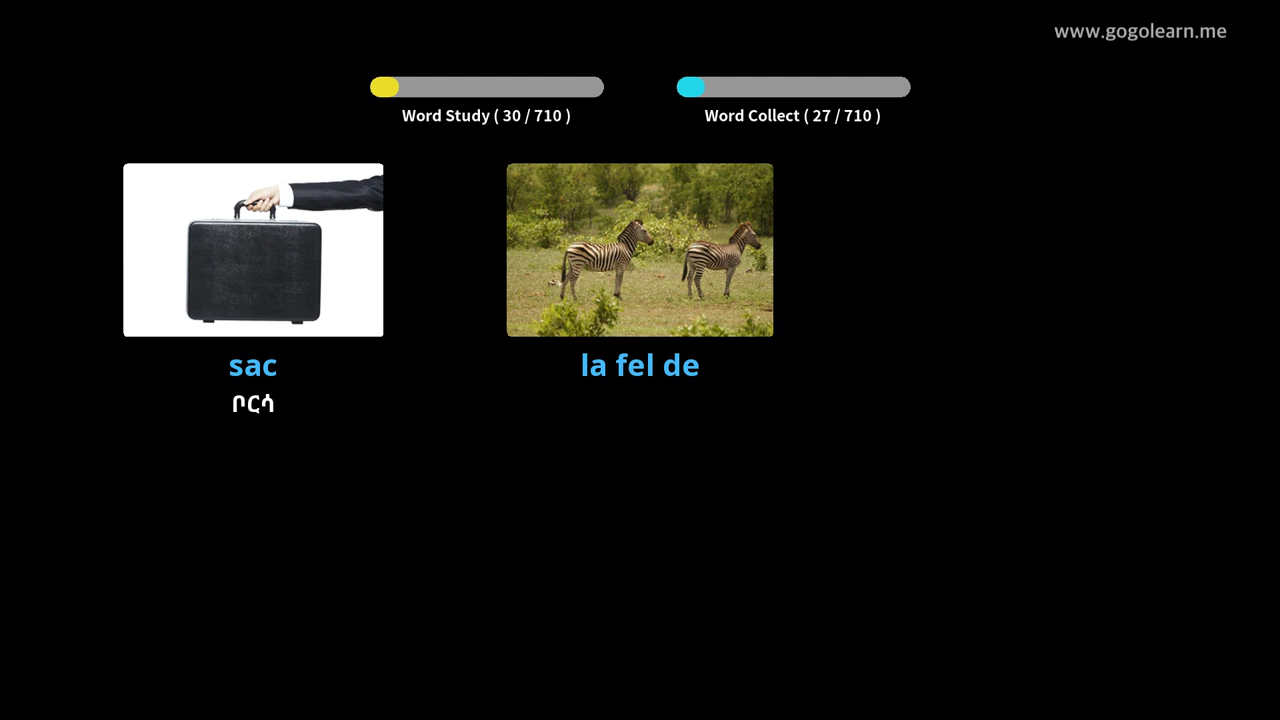 www.gogolearn.me
Word Study ( 30 / 710 )
Word Collect ( 27 / 710 )
sac
ቦርሳ
la fel de